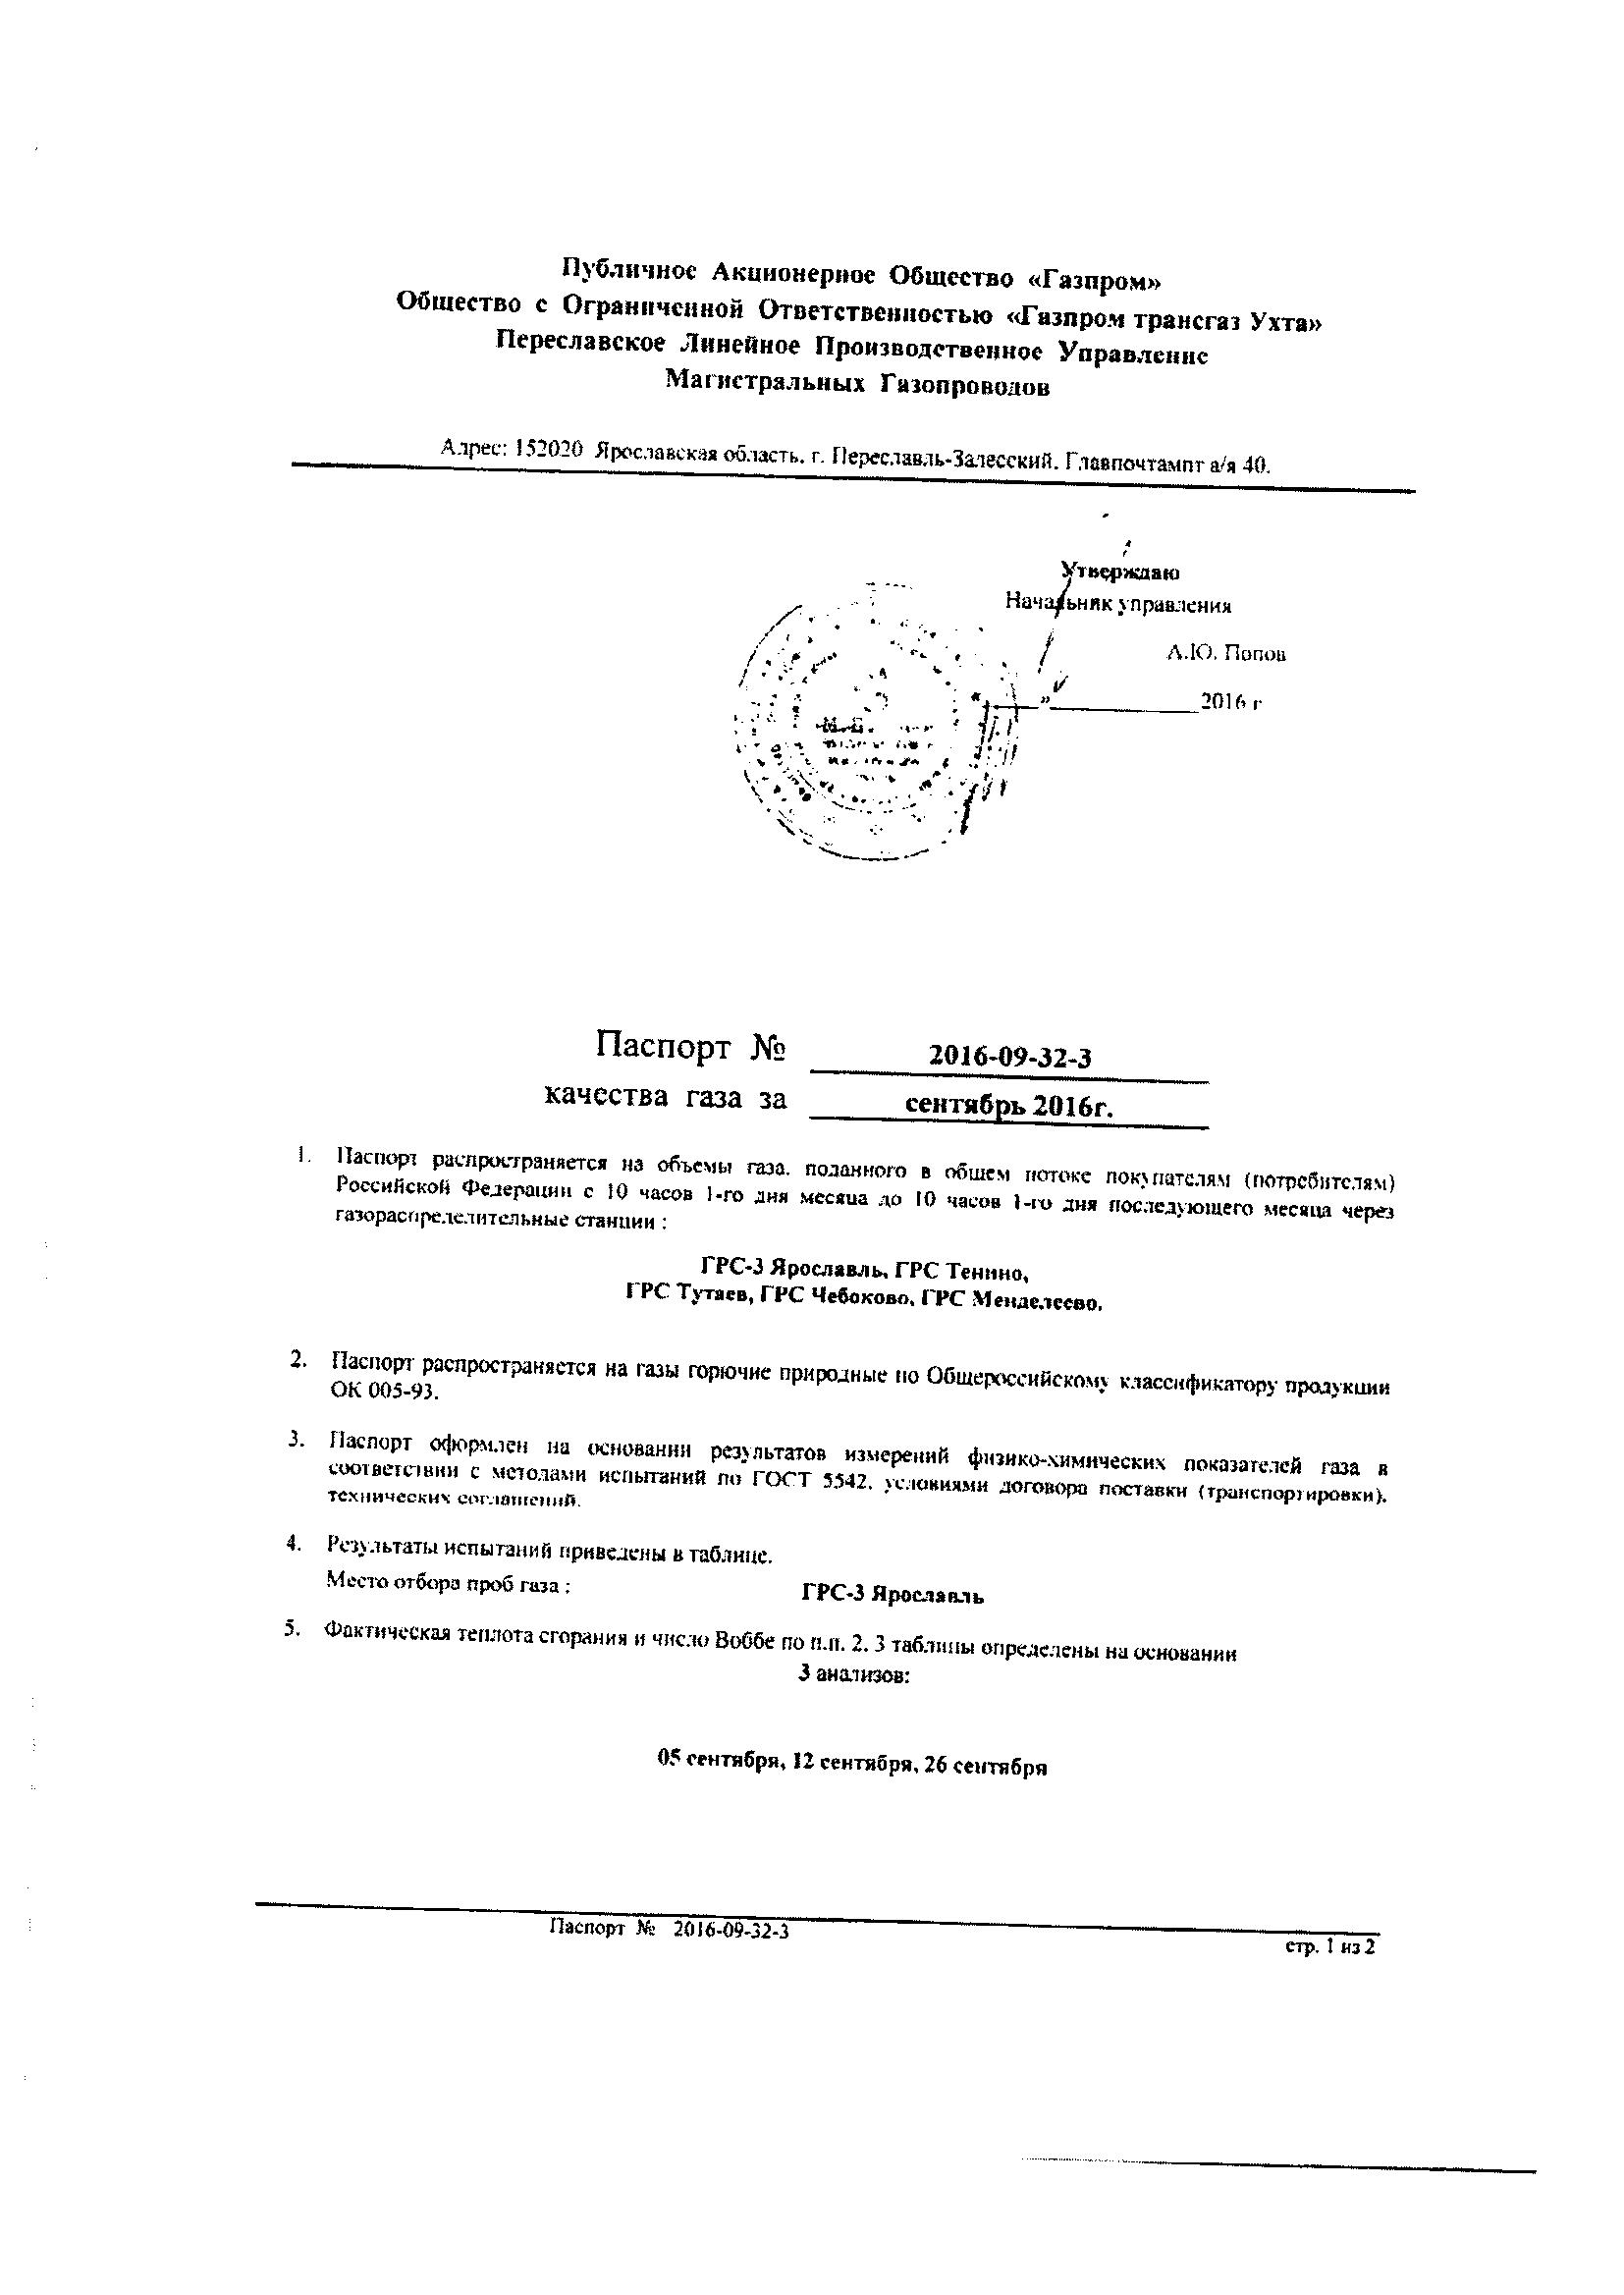 Публичное Акционерное Общество «Газпром»
Общество с Ограниченной Ответственностью «Газпром трансгаз Ухта»
Переславское Линейное Производственное Управление
Магистральных Газопроводов
Адрес: 152020 Ярославская область, г. Переславль-Залесский, Главпочтампт а/я 40.
Утверждаю
Начальник управления
А.Ю. Попов
“ ” 2016 г
Паспорт № 2016-09-32-3
качества газа за сентябрь 2016г.
1. Паспорт распространяется на объемы газа, поданного в общем потоке покупателям (потребителям)
Российской Федерации с 10 часов 1-го дня месяца до 10 часов 1-го дня последующего месяца через
газораспределительные станции :
ГРС-3 Ярославль, ГРС Тенино,
ГРС Тутаев, ГРС Чебоково, ГРС Менделеево.
2. Паспорт распространяется на газы горючие природные по Общероссийскому классификатору продукции
ОК 005-93.
3. Паспорт оформлен на основании результатов измерений физико-химических показателей газа в
соответствии с методами испытаний по ГОСТ 5542, условиями договора поставки (транспортировки),
технических соглашений.
4. Результаты испытаний приведены в таблице.
Место отбора проб газа : ГРС-3 Ярославль
5. Фактическая теплота сгорания и число Воббе по п.п. 2, 3 таблицы определены на основании
3 анализов:
05 сентября, 12 сентября, 26 сентября
Паспорт № 2016-09-32-3
стр. 1 из 2